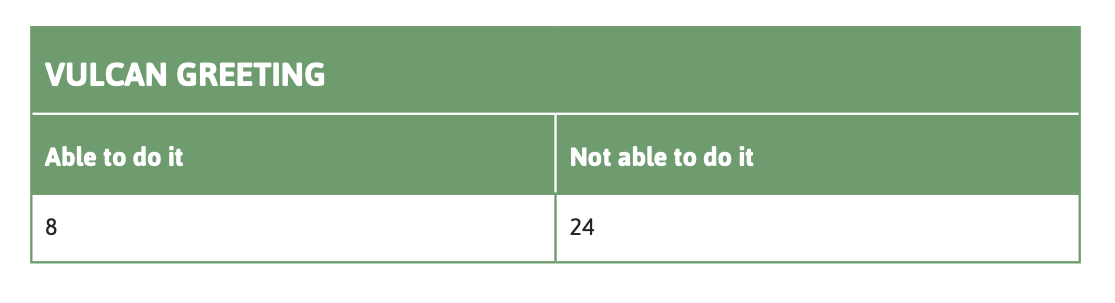 VULCAN GREETING
Able to do it
Not able to do it
8
24